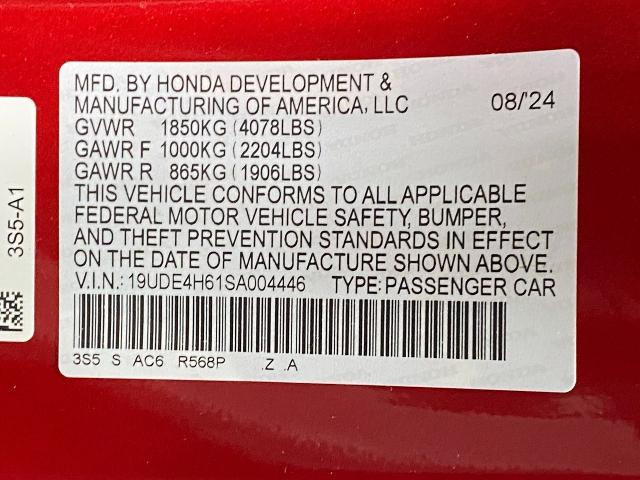 MFD. BY HONDA DEVELOPMENT &
MANUFACTURING OF AMERICA, LLC 08/'24
GVWR 1850KG (4078LBS)
GAWR F 1000KG (2204LBS)
GAWR R 865KG (1906LBS)
THIS VEHICLE CONFORMS TO ALL APPLICABLE
FEDERAL MOTOR VEHICLE SAFETY, BUMPER,
AND THEFT PREVENTION STANDARDS IN EFFECT
ON THE DATE OF MANUFACTURE SHOWN ABOVE.
V.I.N.: 19UDE4H61SA004446 TYPE: PASSENGER CAR
3S5 S AC6 R568P .Z .A
3S5-A1